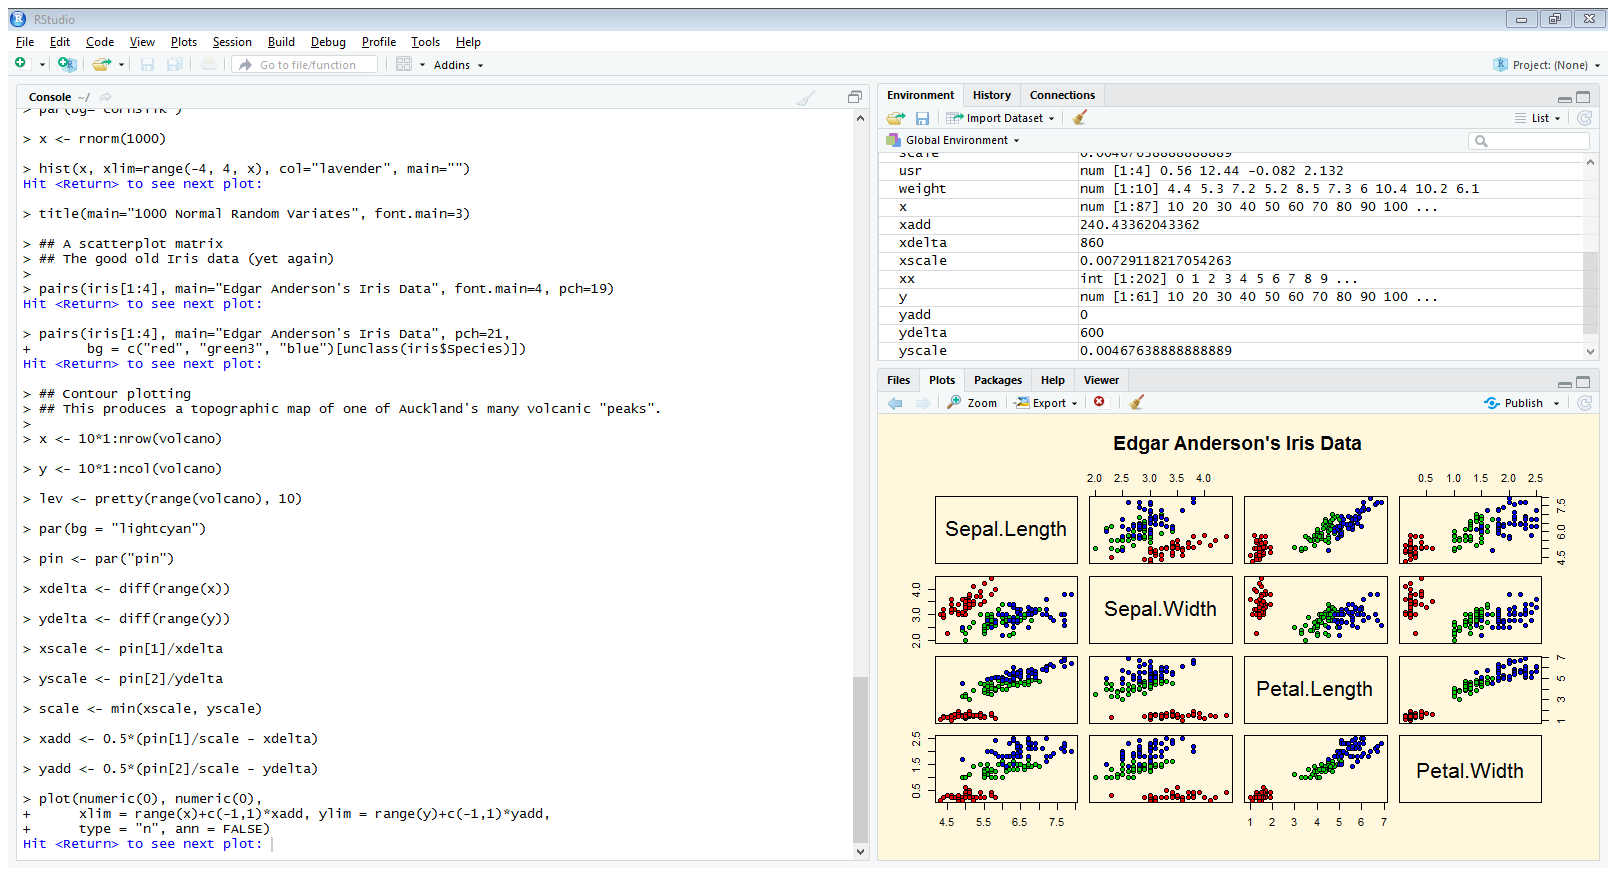 RStudio
File Edit Code View Plots Session Build Debug Profile Tools Help
Go to file/function Addins Project: (None)
Console ~/
> par(bg="cornsilk")
> x <- rnorm(1000)
> hist(x, xlim=range(-4, 4, x), col="lavender", main="")
Hit <Return> to see next plot:
> title(main="1000 Normal Random Variates", font.main=3)
> ## A scatterplot matrix
> ## The good old Iris data (yet again)
>
> pairs(iris[1:4], main="Edgar Anderson's Iris Data", font.main=4, pch=19)
Hit <Return> to see next plot:
> pairs(iris[1:4], main="Edgar Anderson's Iris Data", pch=21,
+       bg = c("red", "green3", "blue")[unclass(iris$Species)])
Hit <Return> to see next plot:
> ## Contour plotting
> ## This produces a topographic map of one of Auckland's many volcanic "peaks".
>
> x <- 10*1:nrow(volcano)
> y <- 10*1:ncol(volcano)
> lev <- pretty(range(volcano), 10)
> par(bg = "lightcyan")
> pin <- par("pin")
> xdelta <- diff(range(x))
> ydelta <- diff(range(y))
> xscale <- pin[1]/xdelta
> yscale <- pin[2]/ydelta
> scale <- min(xscale, yscale)
> xadd <- 0.5*(pin[1]/scale - xdelta)
> yadd <- 0.5*(pin[2]/scale - ydelta)
> plot(numeric(0), numeric(0),
+      xlim = range(x)+c(-1,1)*xadd, ylim = range(y)+c(-1,1)*yadd,
+      type = "n", ann = FALSE)
Hit <Return> to see next plot:
Environment History Connections
Import Dataset List
Global Environment
scale 0.00467638888888889
usr num [1:4] 0.56 12.44 -0.082 2.132
weight num [1:10] 4.4 5.3 7.2 5.2 8.5 7.3 6 10.4 10.2 6.1
x num [1:87] 10 20 30 40 50 60 70 80 90 100 ...
xadd 240.43362043362
xdelta 860
xscale 0.00729118217054263
xx int [1:202] 0 1 2 3 4 5 6 7 8 9 ...
y num [1:61] 10 20 30 40 50 60 70 80 90 100 ...
yadd 0
ydelta 600
yscale 0.00467638888888889
Files Plots Packages Help Viewer
Zoom Export Publish
Edgar Anderson's Iris Data
2.0 2.5 3.0 3.5 4.0 0.5 1.0 1.5 2.0 2.5
Sepal.Length
4.5 6.0 7.5
Sepal.Width
2.0 3.0 4.0
Petal.Length
1 3 5 7
Petal.Width
0.5 1.5 2.5
4.5 5.5 6.5 7.5 1 2 3 4 5 6 7